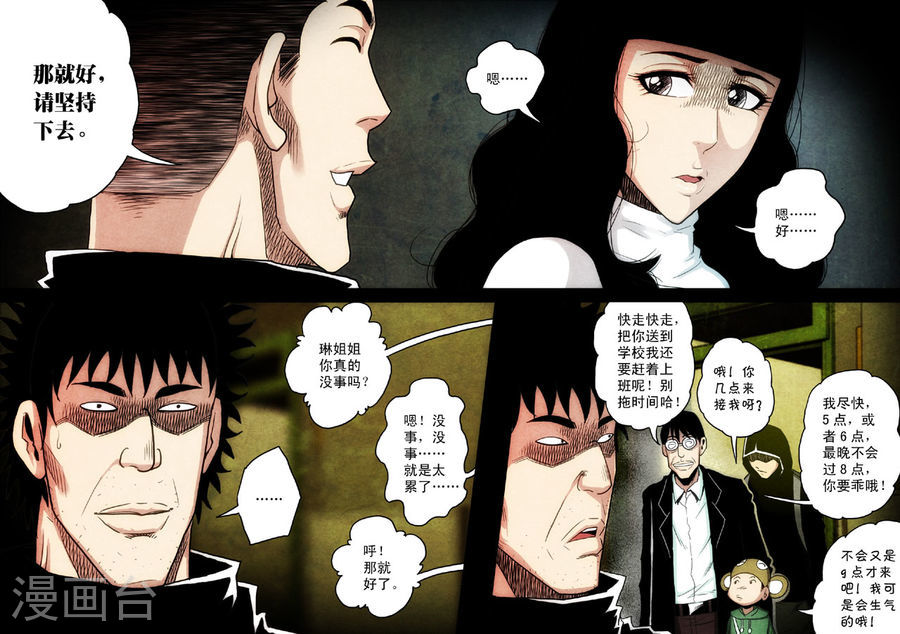 那就好，
请坚持
下去。
嗯……
嗯……
好……
琳姐姐
你真的
没事吗？
嗯！没
事，没
事……
就是太
累了……
……
呼！
那就
好了。
快走快走，
把你送到
学校我还
要赶着上
班呢！别
拖时间哈！
哦！你
几点来
接我呀？
我尽快，
5点，或
者6点，
最晚不会
过8点，
你要乖哦！
不会又是
9点才来
吧！我可
是会生气
的哦！
漫画台